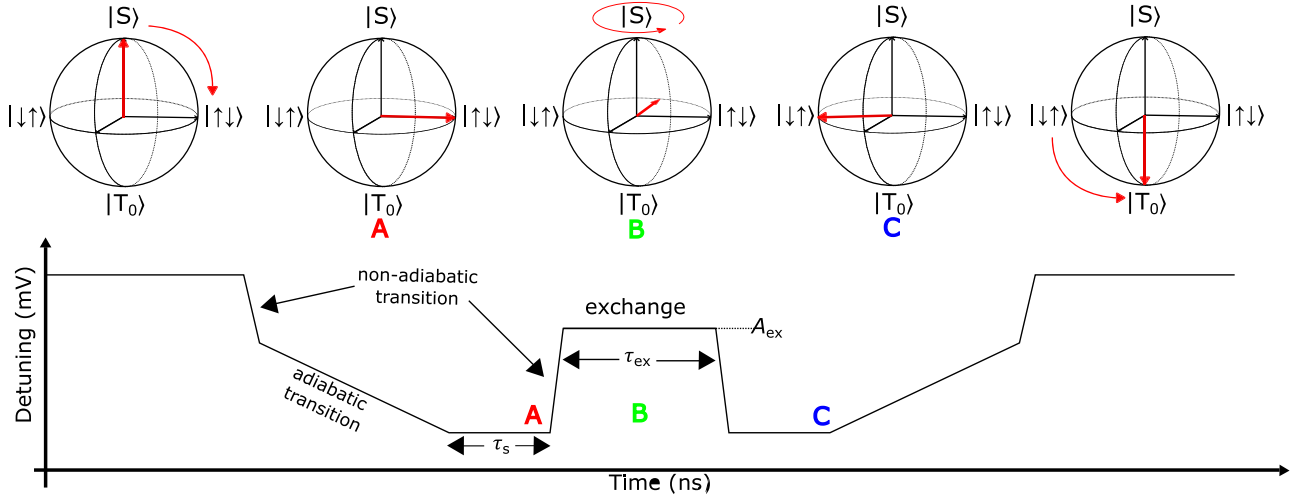 |S⟩
|↓↑⟩
|↑↓⟩
|T₀⟩
|↓↑⟩
|↑↓⟩
|T₀⟩
A
|S⟩
|↓↑⟩
|↑↓⟩
|T₀⟩
B
|S⟩
|↓↑⟩
|↑↓⟩
|T₀⟩
C
|S⟩
|↓↑⟩
|↑↓⟩
|T₀⟩
Detuning (mV)
non-adiabatic
transition
exchange
A_ex
τ_ex
adiabatic
transition
A
B
C
τ_s
Time (ns)